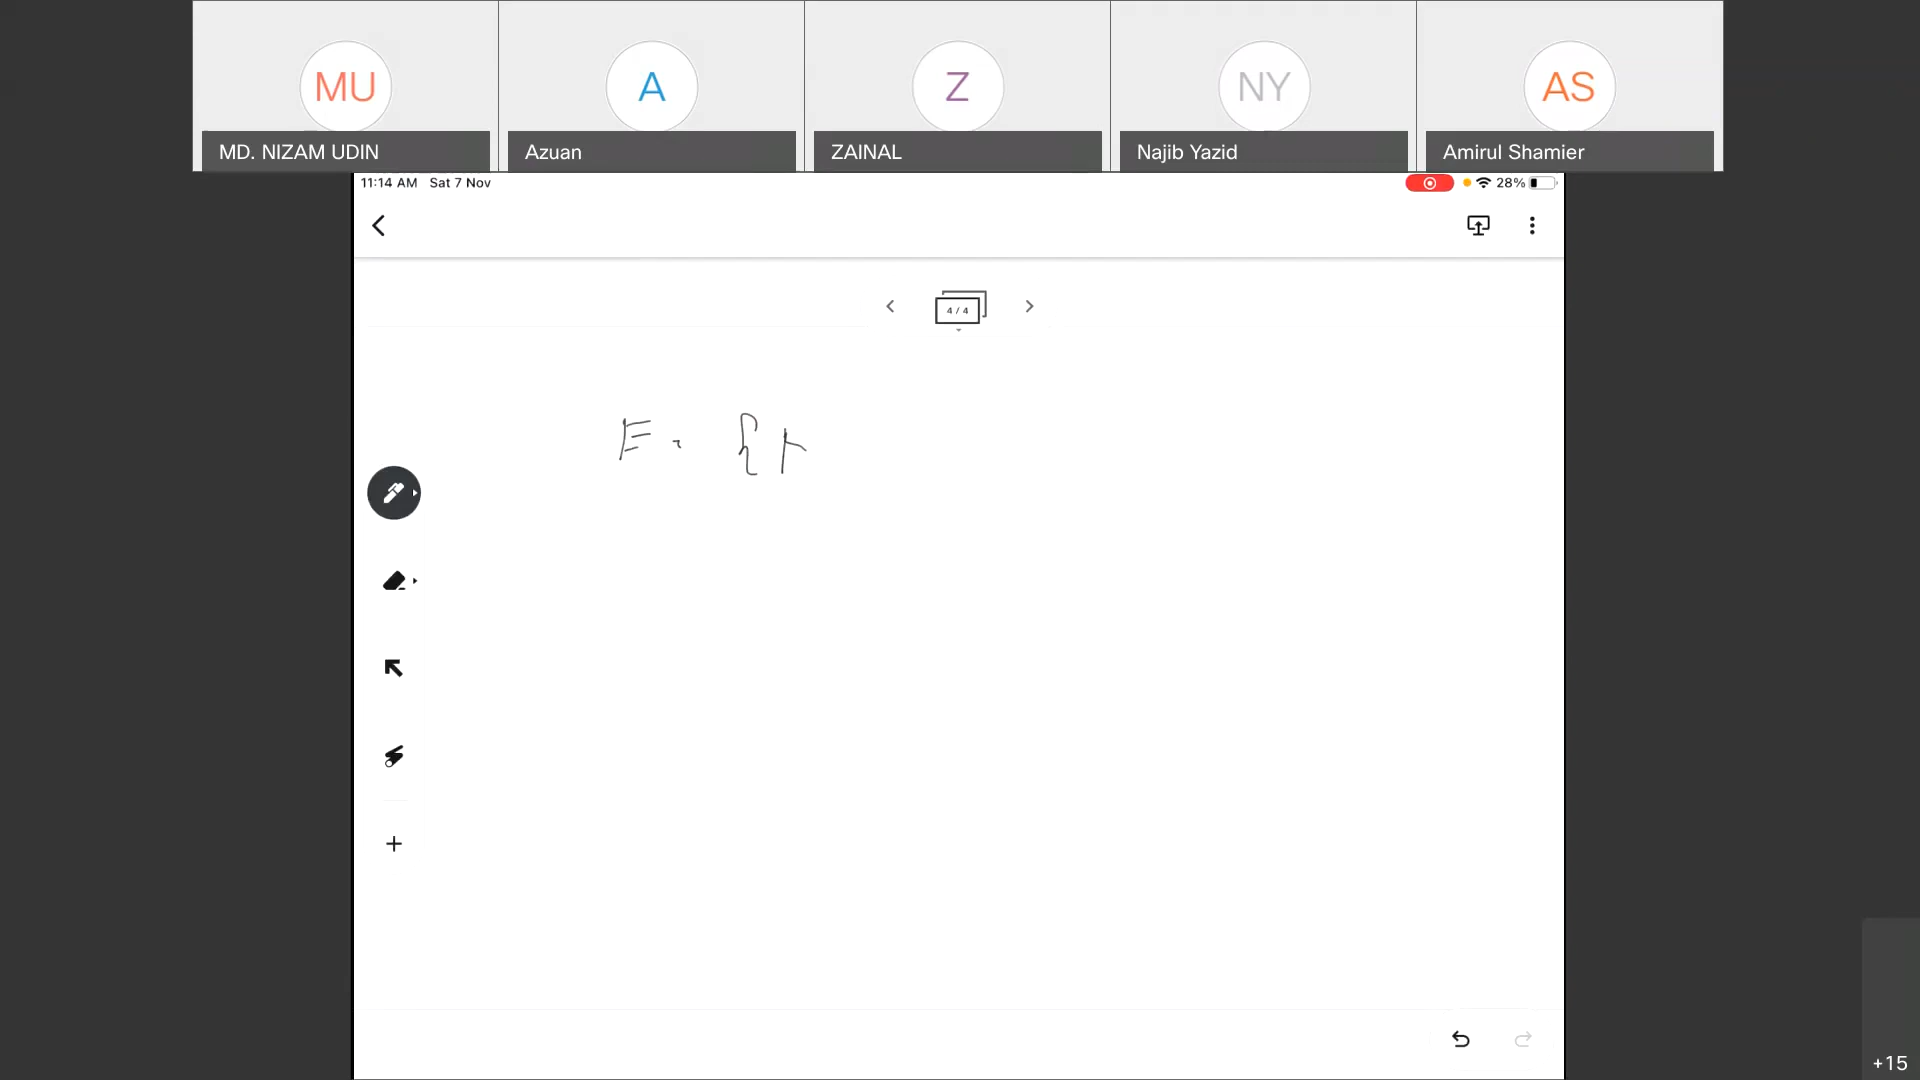 MU A Z NY AS
MD. NIZAM UDIN Azuan ZAINAL Najib Yazid Amirul Shamier
11:14 AM Sat 7 Nov 28%
4 / 4
E = {
+15